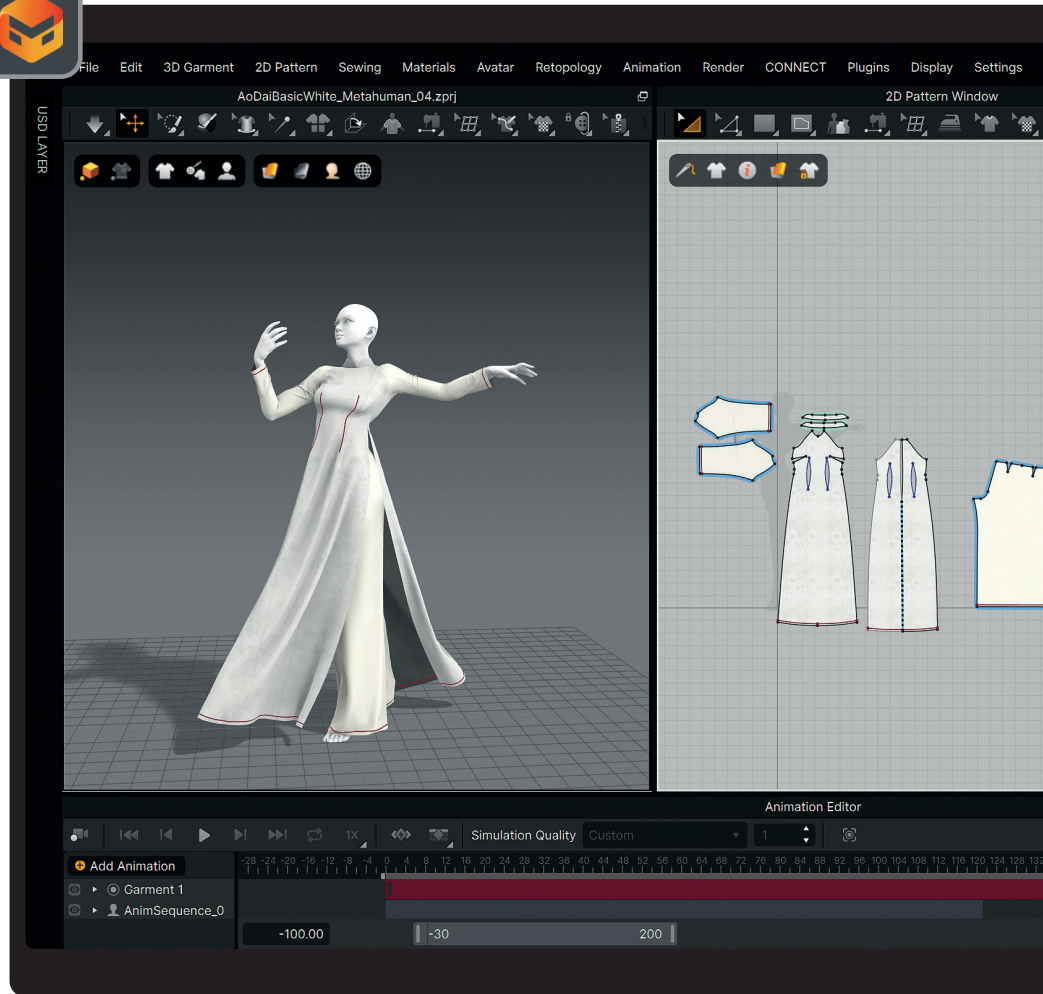 File Edit 3D Garment 2D Pattern Sewing Materials Avatar Retopology Animation Render CONNECT Plugins Display Settings
USD LAYER
AoDaiBasicWhite_Metahuman_04.zprj
2D Pattern Window
Animation Editor
1X
Simulation Quality Custom 1
Add Animation
-28 -24 -20 -16 -12 -8 -4 0 4 8 12 16 20 24 28 32 36 40 44 48 52 56 60 64 68 72 76 80 84 88 92 96 100 104 108 112 116 120 124 128 132
Garment 1
AnimSequence_0
-100.00 -30 200